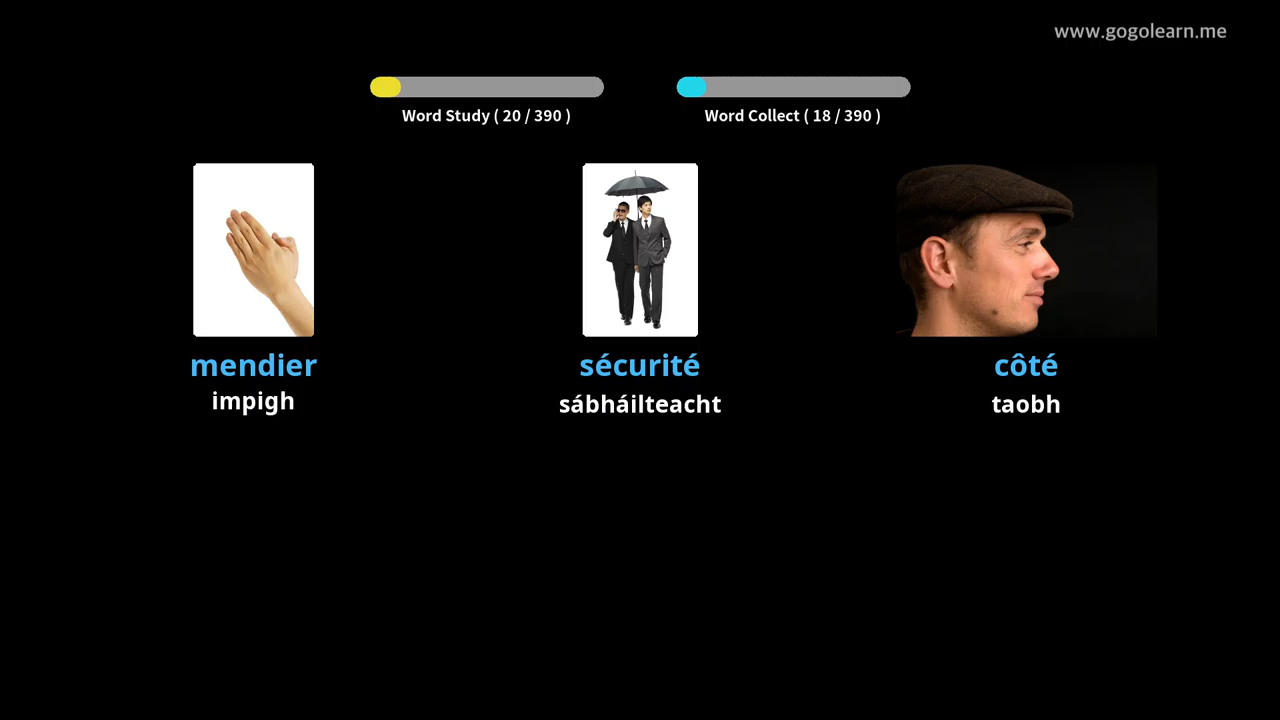 www.gogolearn.me
Word Study ( 20 / 390 )
Word Collect ( 18 / 390 )
mendier
impigh
sécurité
sábháilteacht
côté
taobh